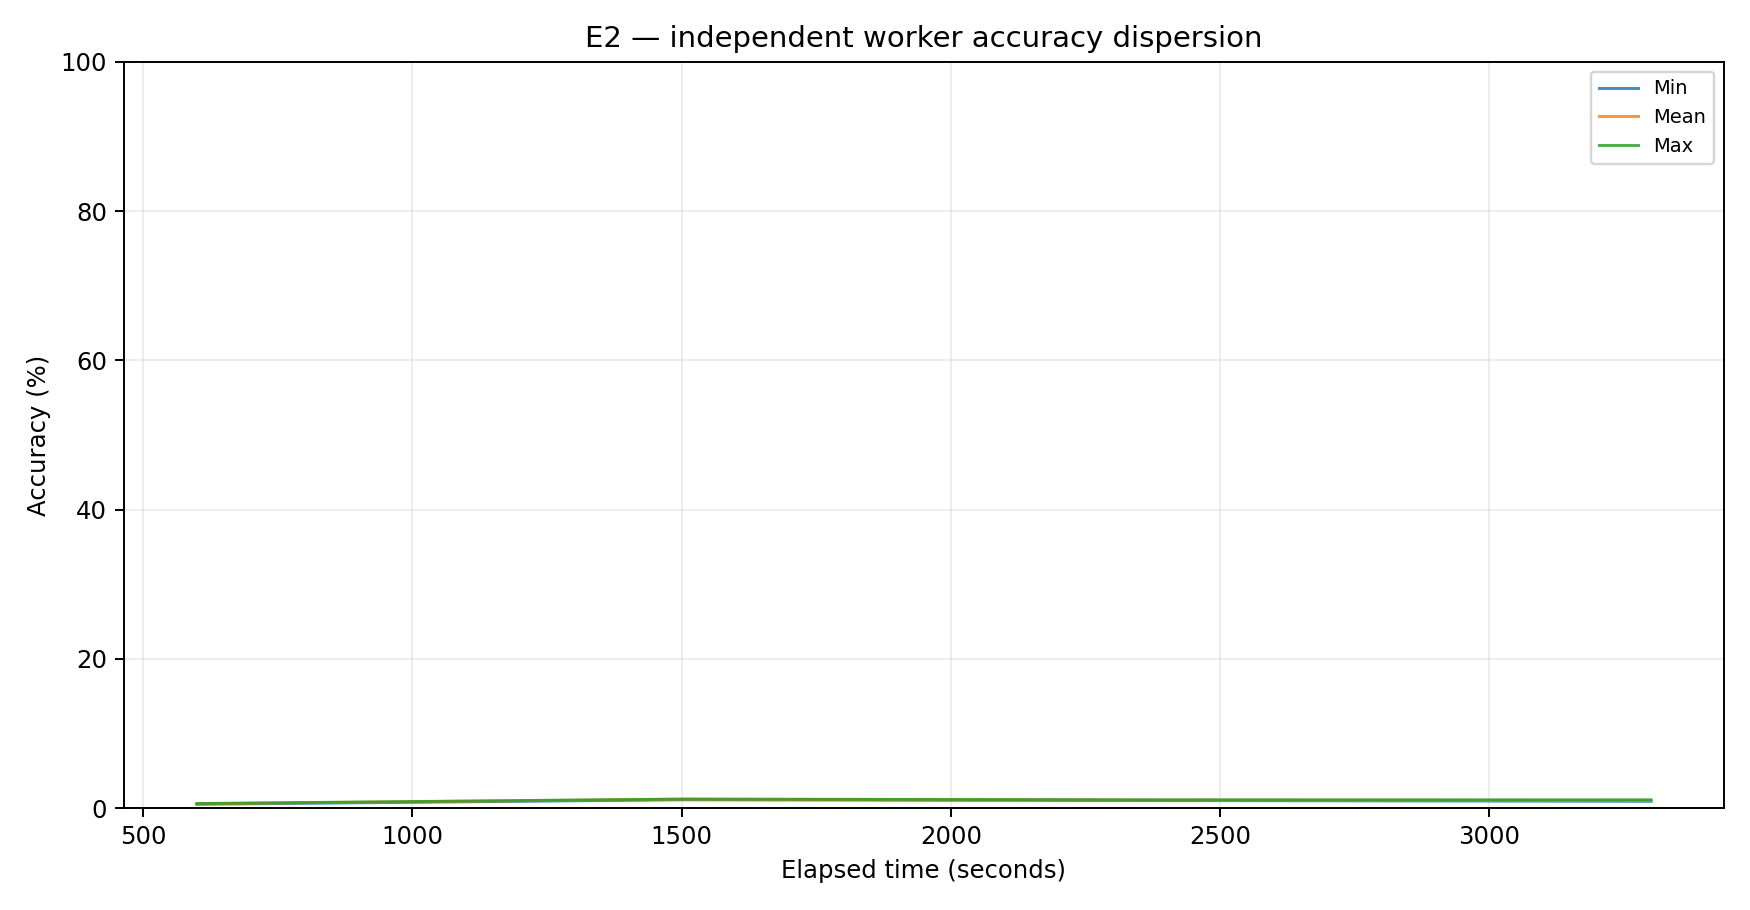 E2 — independent worker accuracy dispersion
100
80
60
40
20
0
Accuracy (%)
Min
Mean
Max
500
1000
1500
2000
2500
3000
Elapsed time (seconds)